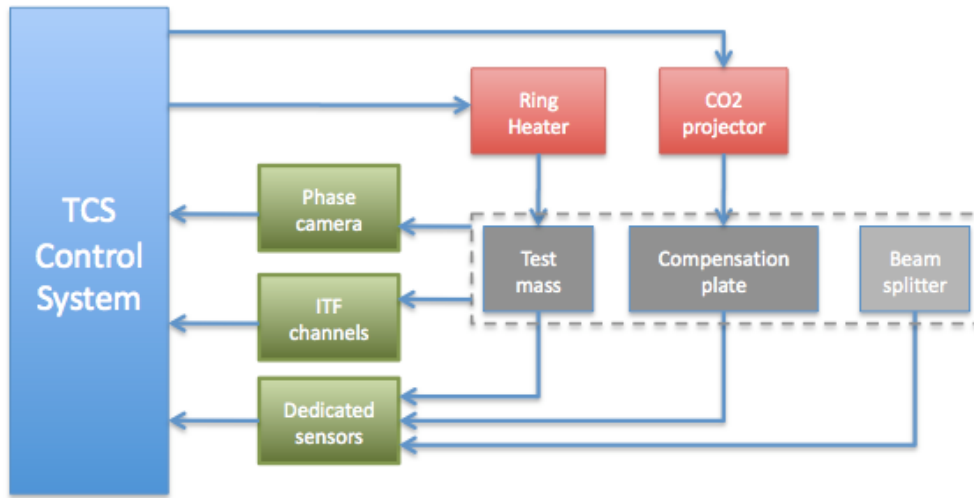 TCS
Control
System
Ring
Heater
CO2
projector
Phase
camera
Test
mass
Compensation
plate
Beam
splitter
ITF
channels
Dedicated
sensors